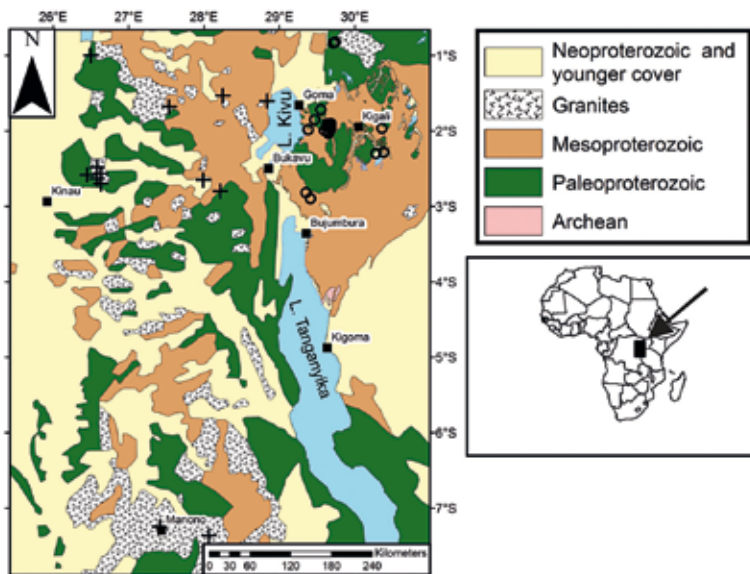 26°E 27°E 28°E 29°E 30°E
N
1°S
Goma
L. Kivu
Kigali
2°S
Bukavu
Kinau
3°S
Bujumbura
4°S
L. Tanganyika
Kigoma
5°S
6°S
7°S
Manono
Kilometers
0 30 60 120 180 240
Neoproterozoic and
younger cover
Granites
Mesoproterozoic
Paleoproterozoic
Archean